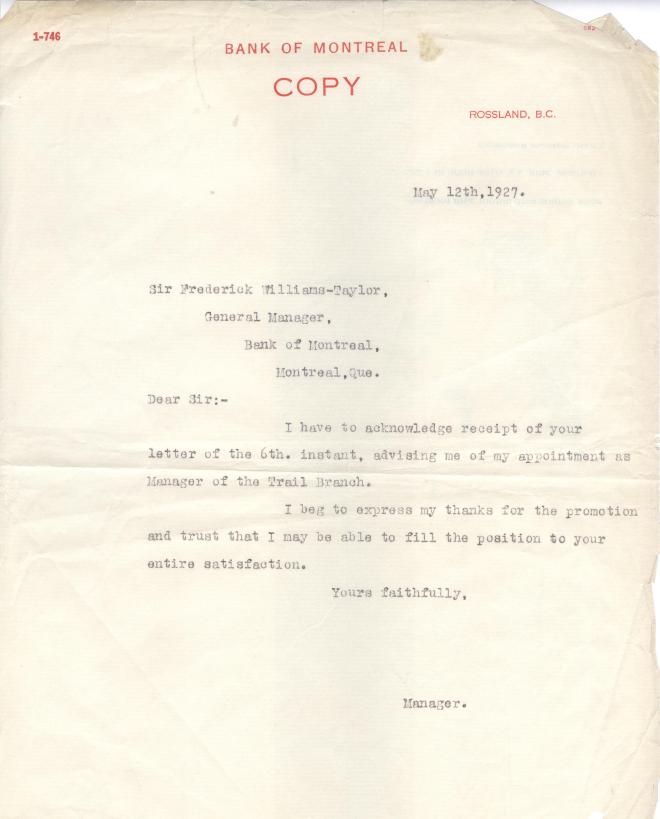 1-746
BANK OF MONTREAL
COPY
ROSSLAND, B.C.
May 12th,1927.
Sir Frederick Williams-Taylor,
General Manager,
Bank of Montreal,
Montreal,Que.
Dear Sir:-
I have to acknowledge receipt of your
letter of the 6th. instant, advising me of my appointment as
Manager of the Trail Branch.
I beg to express my thanks for the promotion
and trust that I may be able to fill the position to your
entire satisfaction.
Yours faithfully,
Manager.